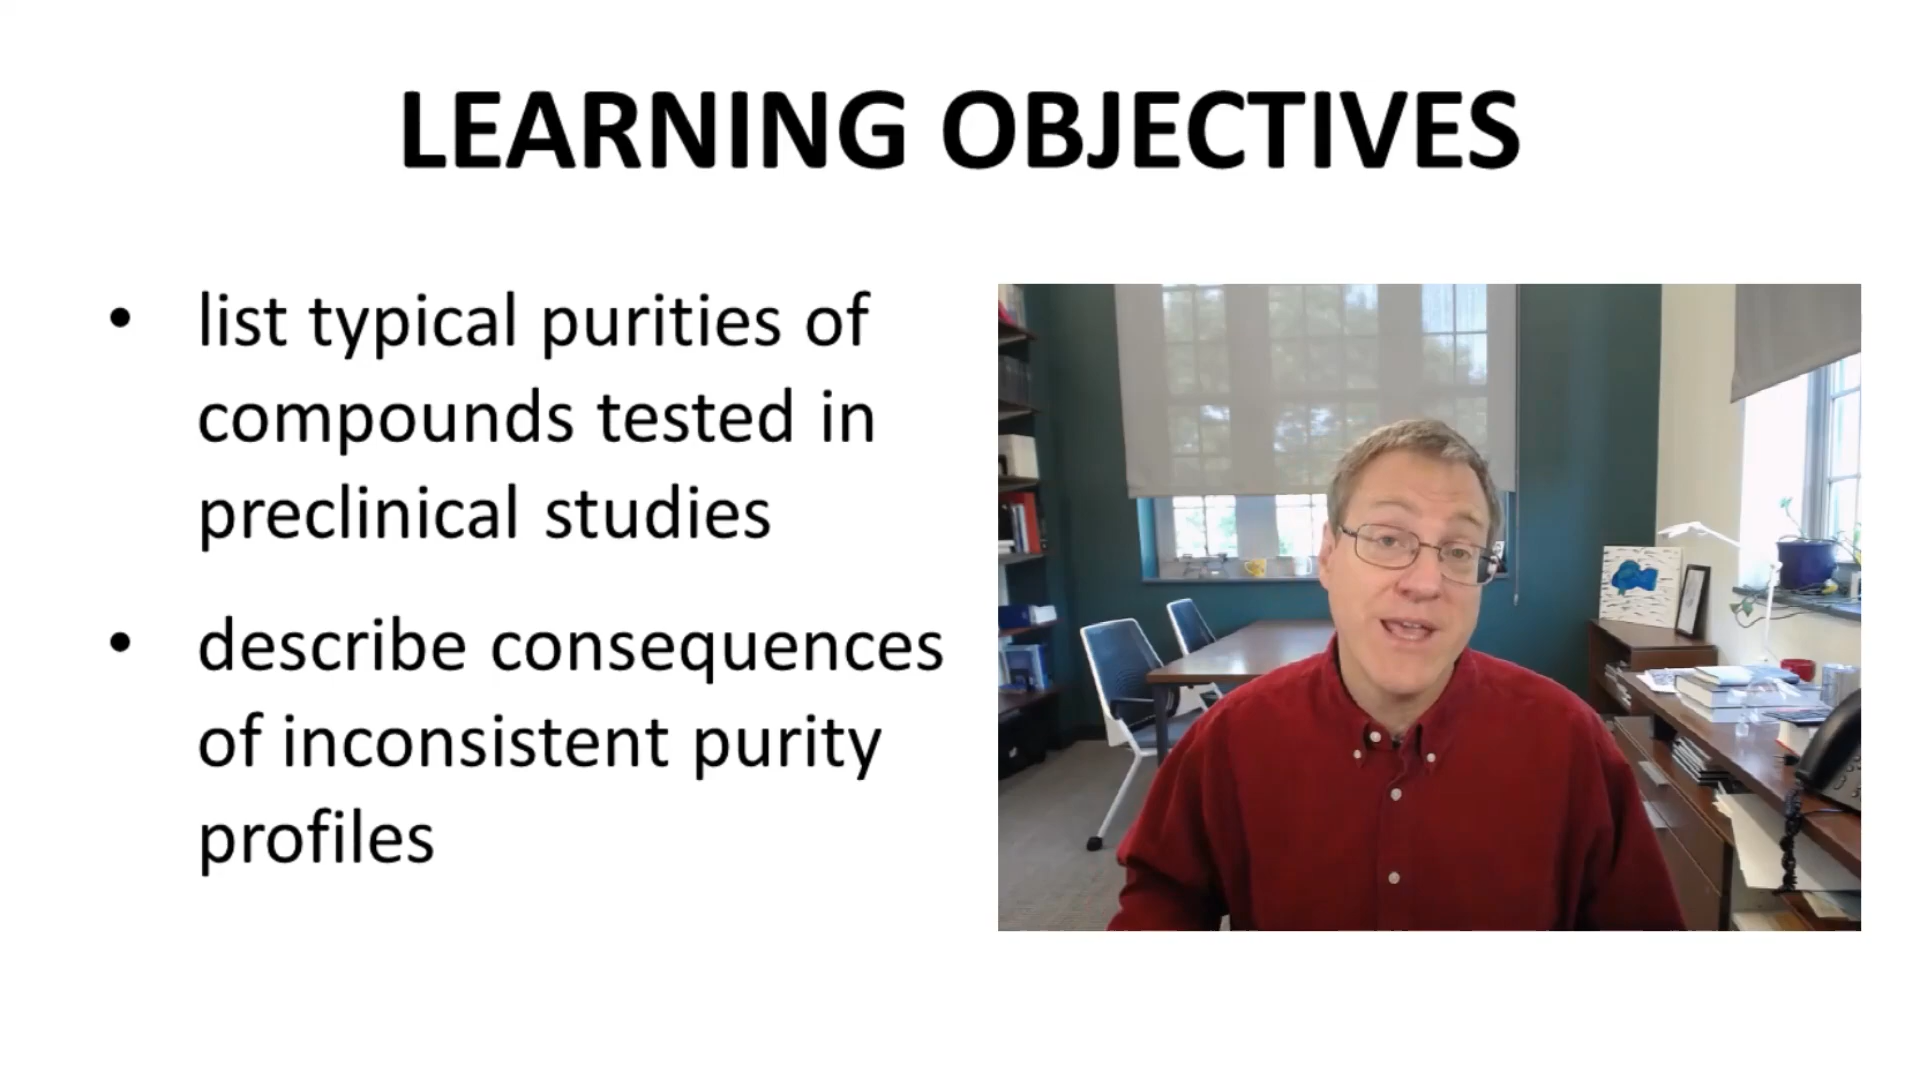 LEARNING OBJECTIVES
• list typical purities of
compounds tested in
preclinical studies
• describe consequences
of inconsistent purity
profiles